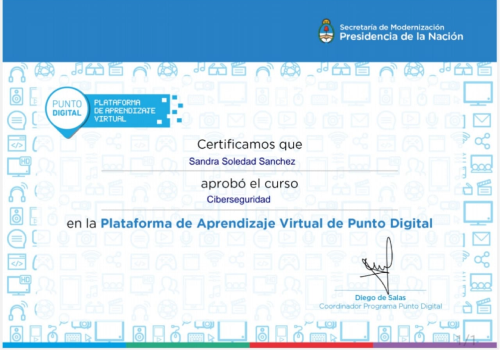 Secretaría de Modernización
Presidencia de la Nación
PUNTO
DIGITAL
PLATAFORMA
DE APRENDIZAJE
VIRTUAL
Certificamos que
Sandra Soledad Sanchez
aprobó el curso
Ciberseguridad
en la Plataforma de Aprendizaje Virtual de Punto Digital
Diego de Salas
Coordinador Programa Punto Digital
1/1